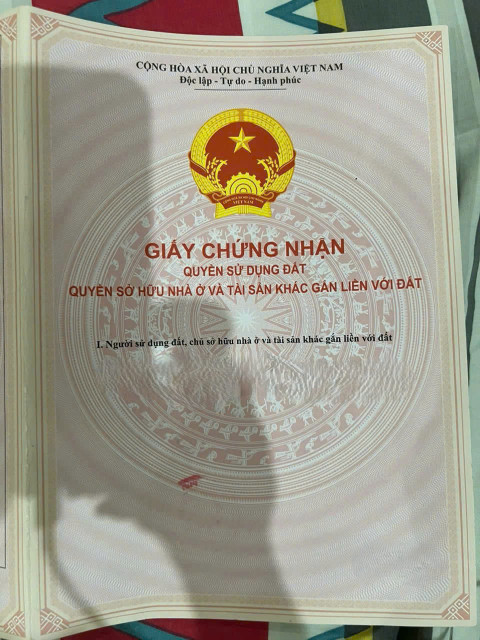 CỘNG HÒA XÃ HỘI CHỦ NGHĨA VIỆT NAM
Độc lập - Tự do - Hạnh phúc
VIỆT NAM
GIẤY CHỨNG NHẬN
QUYỀN SỬ DỤNG ĐẤT
QUYỀN SỞ HỮU NHÀ Ở VÀ TÀI SẢN KHÁC GẮN LIỀN VỚI ĐẤT
I. Người sử dụng đất, chủ sở hữu nhà ở và tài sản khác gắn liền với đất